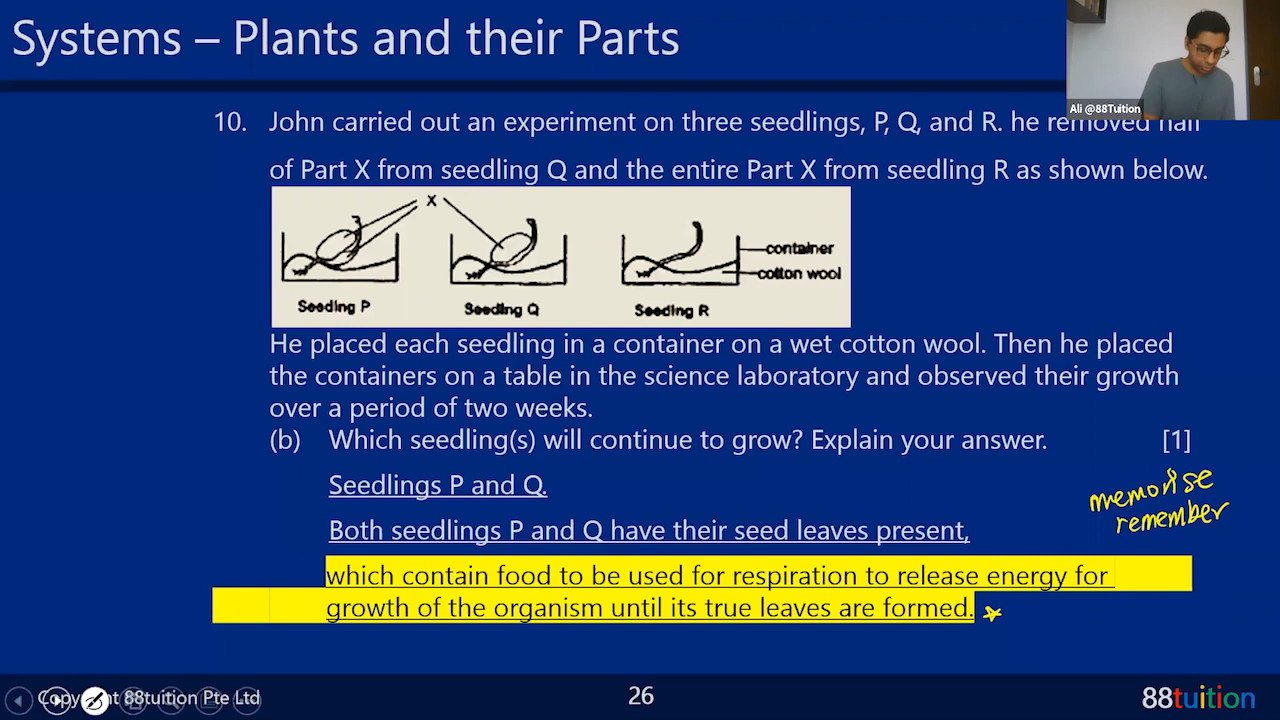 Systems – Plants and their Parts
Ali @88Tuition
10. John carried out an experiment on three seedlings, P, Q, and R. he removed half
of Part X from seedling Q and the entire Part X from seedling R as shown below.
X
container
cotton wool
Seeding P
Seeding Q
Seeding R
He placed each seedling in a container on a wet cotton wool. Then he placed
the containers on a table in the science laboratory and observed their growth
over a period of two weeks.
(b) Which seedling(s) will continue to grow? Explain your answer. [1]
Seedlings P and Q.
memorise
remember
Both seedlings P and Q have their seed leaves present,
which contain food to be used for respiration to release energy for
growth of the organism until its true leaves are formed.
88tuition Pte Ltd
26
88tuition